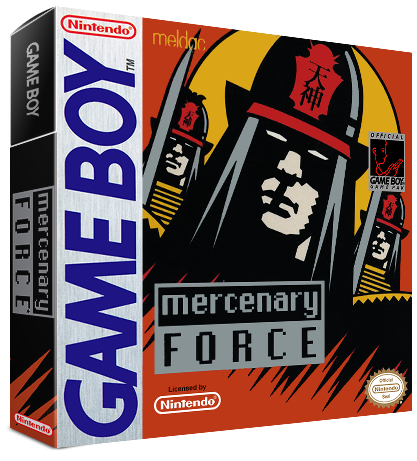 Nintendo
GAME BOY
mercenary
FORCE
Nintendo
GAME BOY
TM
meldac
天神
OFFICIAL
GAME BOY
GAME PAK
mercenary
FORCE
Licensed by
Nintendo
Official
Nintendo
Seal